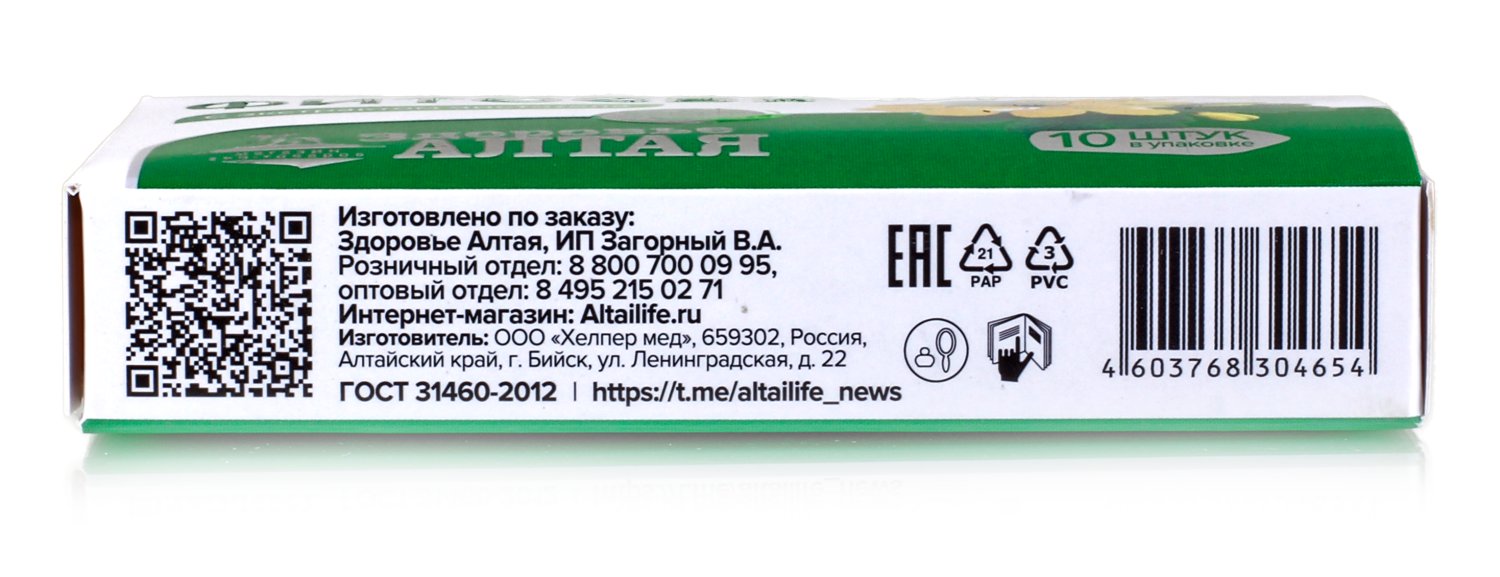 Здоровье
АЛТАЯ
10 ШТУК
в упаковке
Изготовлено по заказу:
Здоровье Алтая, ИП Загорный В.А.
Розничный отдел: 8 800 700 09 95,
оптовый отдел: 8 495 215 02 71
Интернет-магазин: Altailife.ru
Изготовитель: ООО «Хелпер мед», 659302, Россия,
Алтайский край, г. Бийск, ул. Ленинградская, д. 22
ГОСТ 31460-2012 | https://t.me/altailife_news
EAC
21
PAP
3
PVC
4 603768 304654